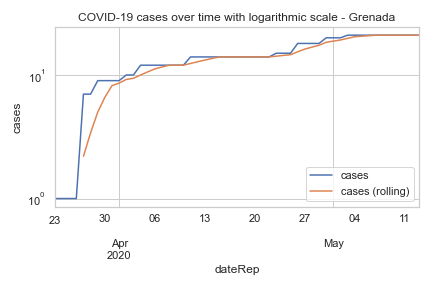 COVID-19 cases over time with logarithmic scale - Grenada
cases
10¹
10⁰
cases
cases (rolling)
23 30 06 13 20 27 04 11
Apr May
2020
dateRep